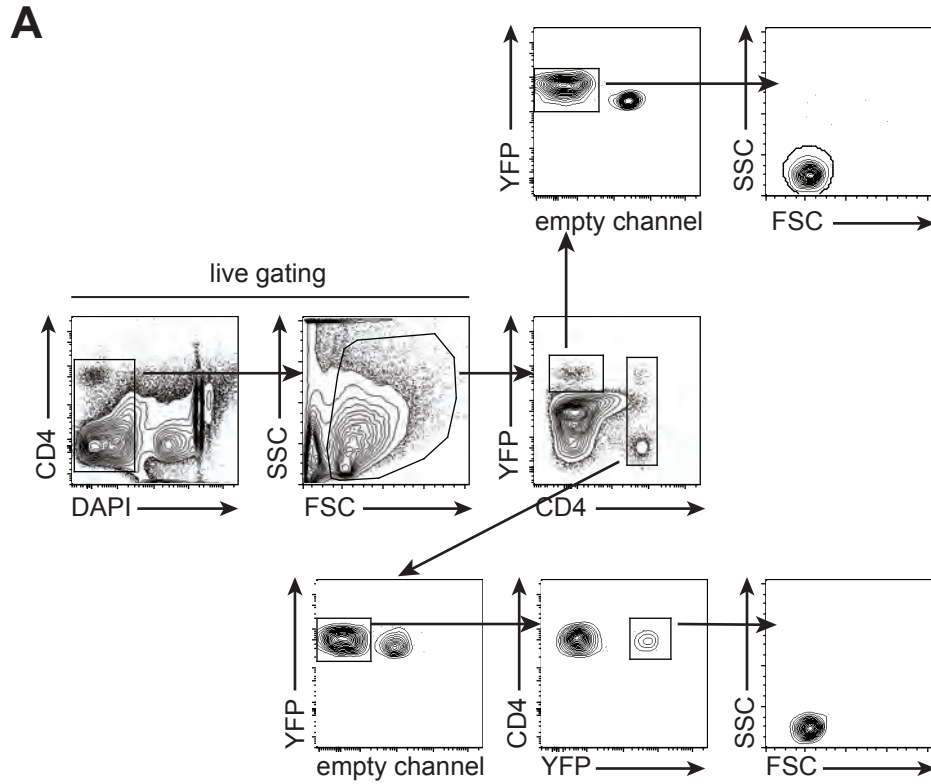 A
YFP
empty channel
SSC
FSC
live gating
CD4
DAPI
SSC
FSC
YFP
CD4
YFP
empty channel
CD4
YFP
SSC
FSC